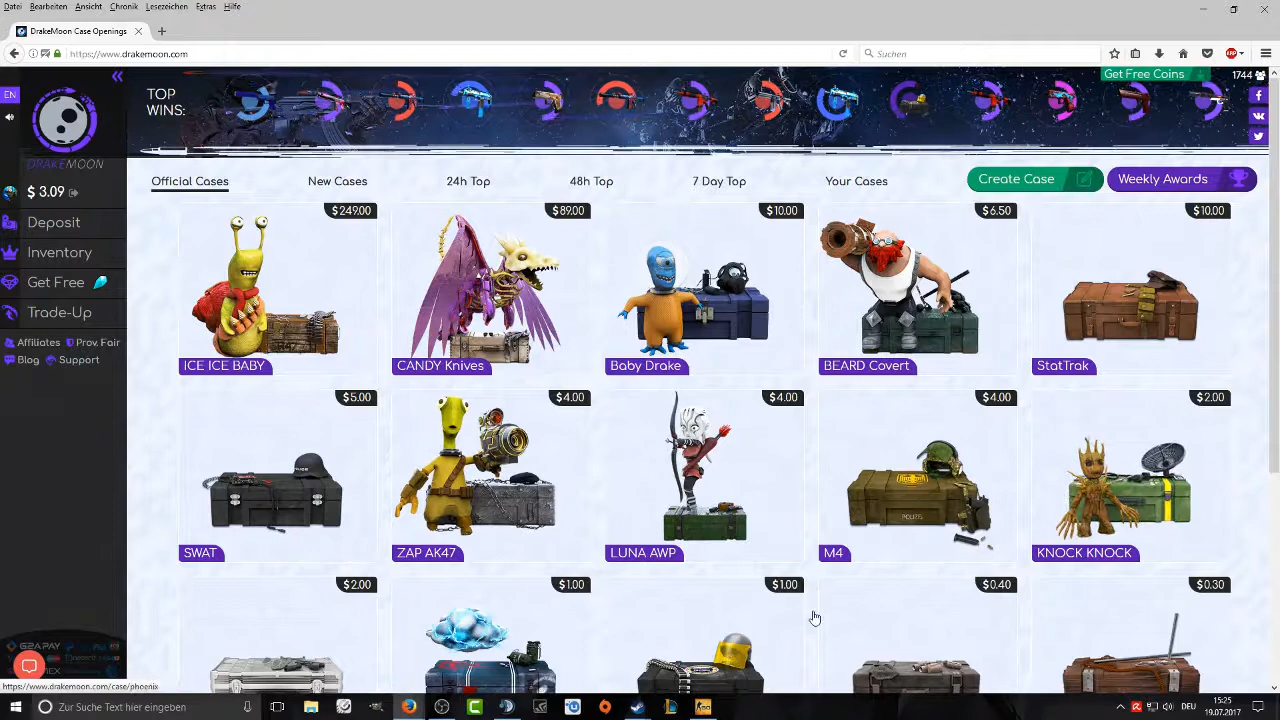 Datei Bearbeiten Ansicht Chronik Lesezeichen Extras Hilfe
DrakeMoon Case Openings
https://www.drakemoon.com
Suchen
TOP
WINS:
Get Free Coins
1744
EN
DRAKEMOON
$ 3.09
Deposit
Inventory
Get Free
Trade-Up
Affiliates Prov. Fair
Blog Support
Official Cases New Cases 24h Top 48h Top 7 Day Top Your Cases Create Case Weekly Awards
$249.00 $89.00 $10.00 $6.50 $10.00
ICE ICE BABY CANDY Knives Baby Drake BEARD Covert StatTrak
$5.00 $4.00 $4.00 $4.00 $2.00
SWAT ZAP AK47 LUNA AWP M4 KNOCK KNOCK
$2.00 $1.00 $1.00 $0.40 $0.30
G2A PAY
https://www.drakemoon.com/case/phoenix
Zur Suche Text hier eingeben
DEU
15:25
19.07.2017